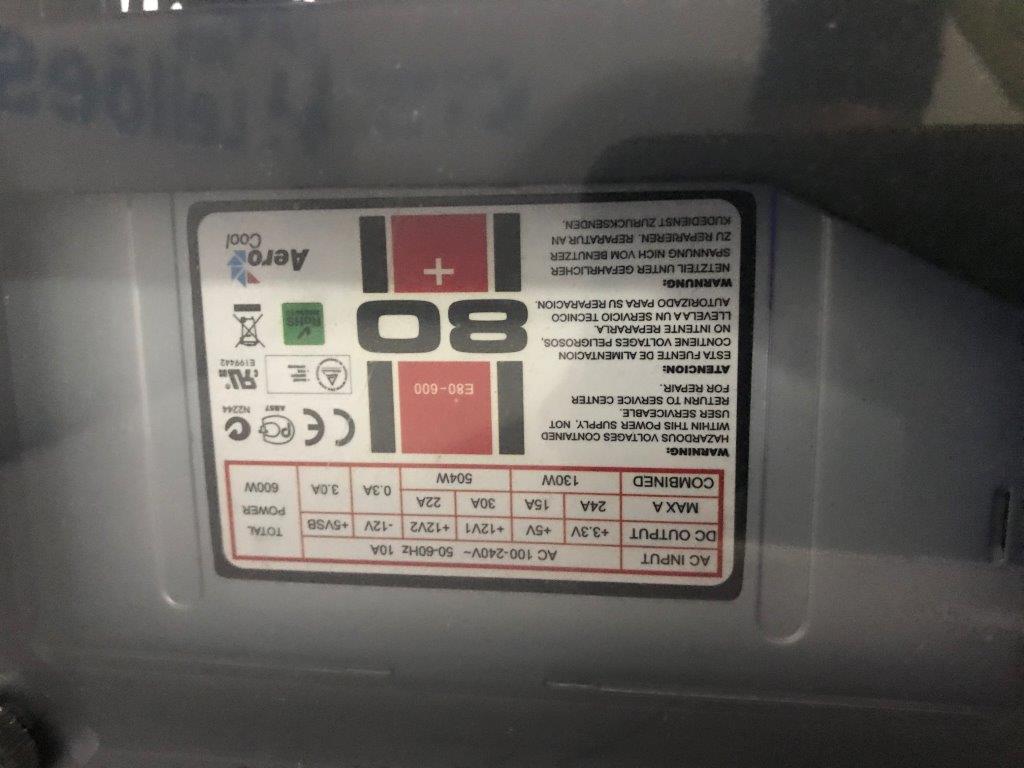 AC INPUT AC 100-240V~ 50-60Hz 10A
DC OUTPUT +3.3V +5V +12V1 +12V2 -12V +5VSB TOTAL POWER
MAX A 24A 15A 30A 22A 0.3A 3.0A 600W
COMBINED 130W 504W
WARNING:
HAZARDOUS VOLTAGES CONTAINED
WITHIN THIS POWER SUPPLY, NOT
USER SERVICEABLE.
RETURN TO SERVICE CENTER
FOR REPAIR.
ATENCION:
ESTA FUENTE DE ALIMENTACION
CONTIENE VOLTAGES PELIGROSOS,
NO INTENTE REPARARLA.
LLEVELA A UN SERVICIO TECNICO
AUTORIZADO PARA SU REPARACION.
WARNUNG:
NETZTEIL UNTER GEFAHRLICHER
SPANNUNG NICH VOM BENUTZER
ZU REPARIEREN. REPARATUR AN
KUDEDIENST ZURUCKSENDEN.
E80-600
80
+
CE
PG
AB57
N2244
E199442
RoHS
Aero
Cool